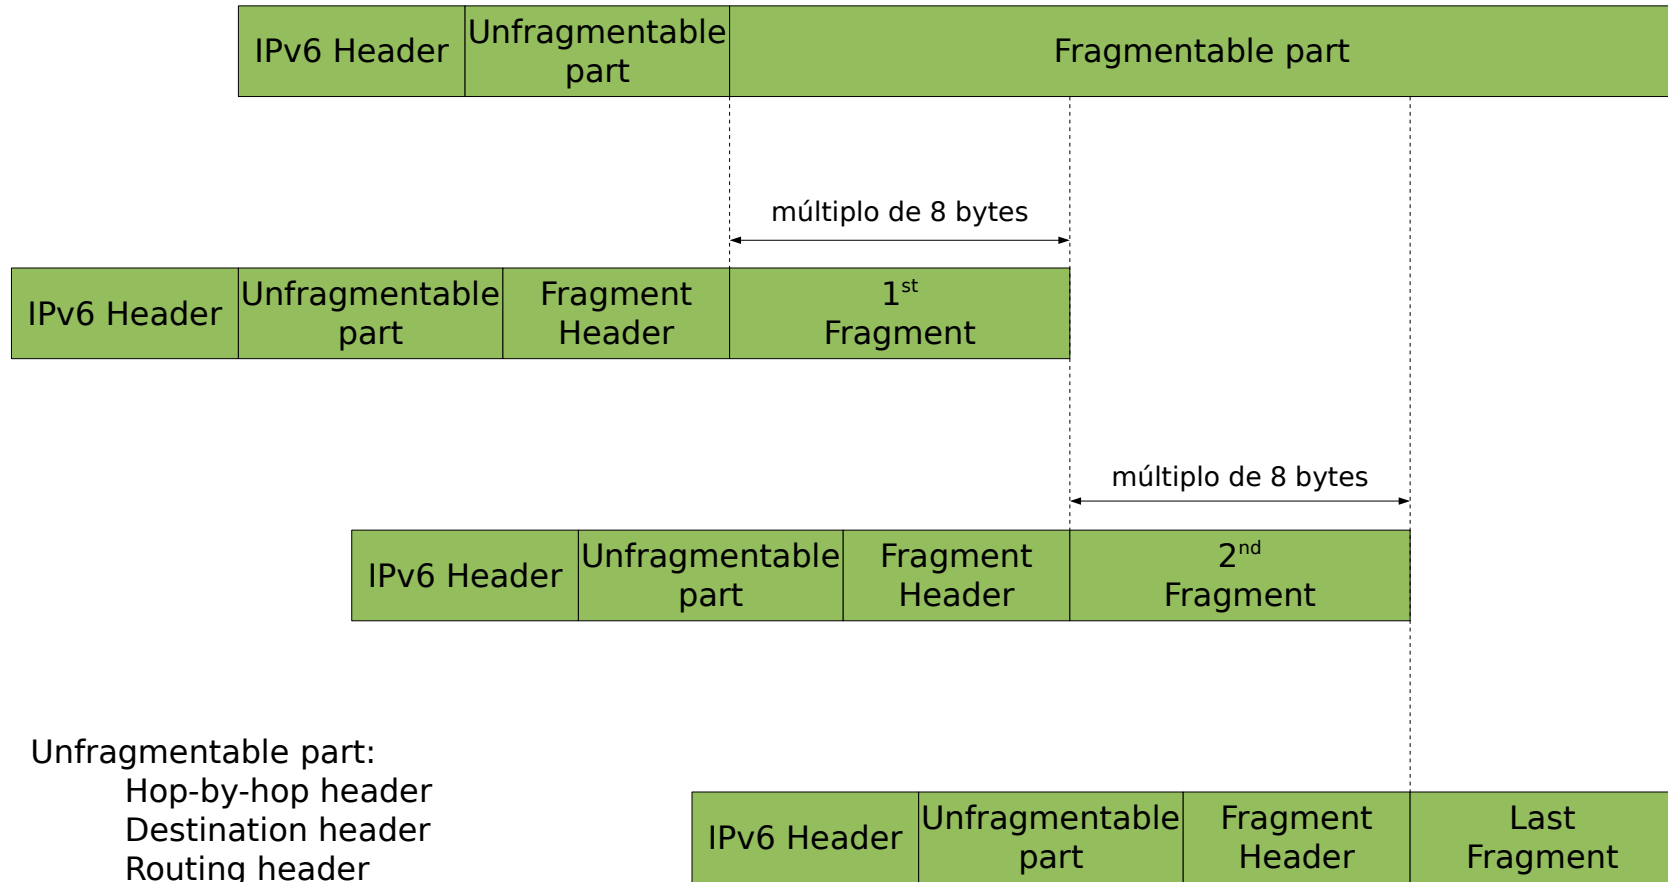 IPv6 Header
Unfragmentable
part
Fragmentable part
múltiplo de 8 bytes
IPv6 Header
Unfragmentable
part
Fragment
Header
1st
Fragment
múltiplo de 8 bytes
IPv6 Header
Unfragmentable
part
Fragment
Header
2nd
Fragment
Unfragmentable part:
Hop-by-hop header
Destination header
Routing header
IPv6 Header
Unfragmentable
part
Fragment
Header
Last
Fragment